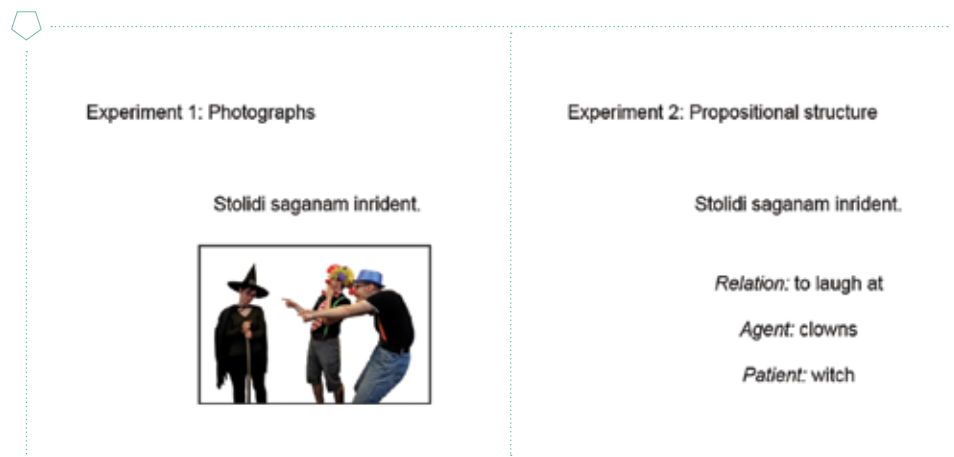 Experiment 1: Photographs
Stolidi saganam inrident.
Experiment 2: Propositional structure
Stolidi saganam inrident.
Relation: to laugh at
Agent: clowns
Patient: witch